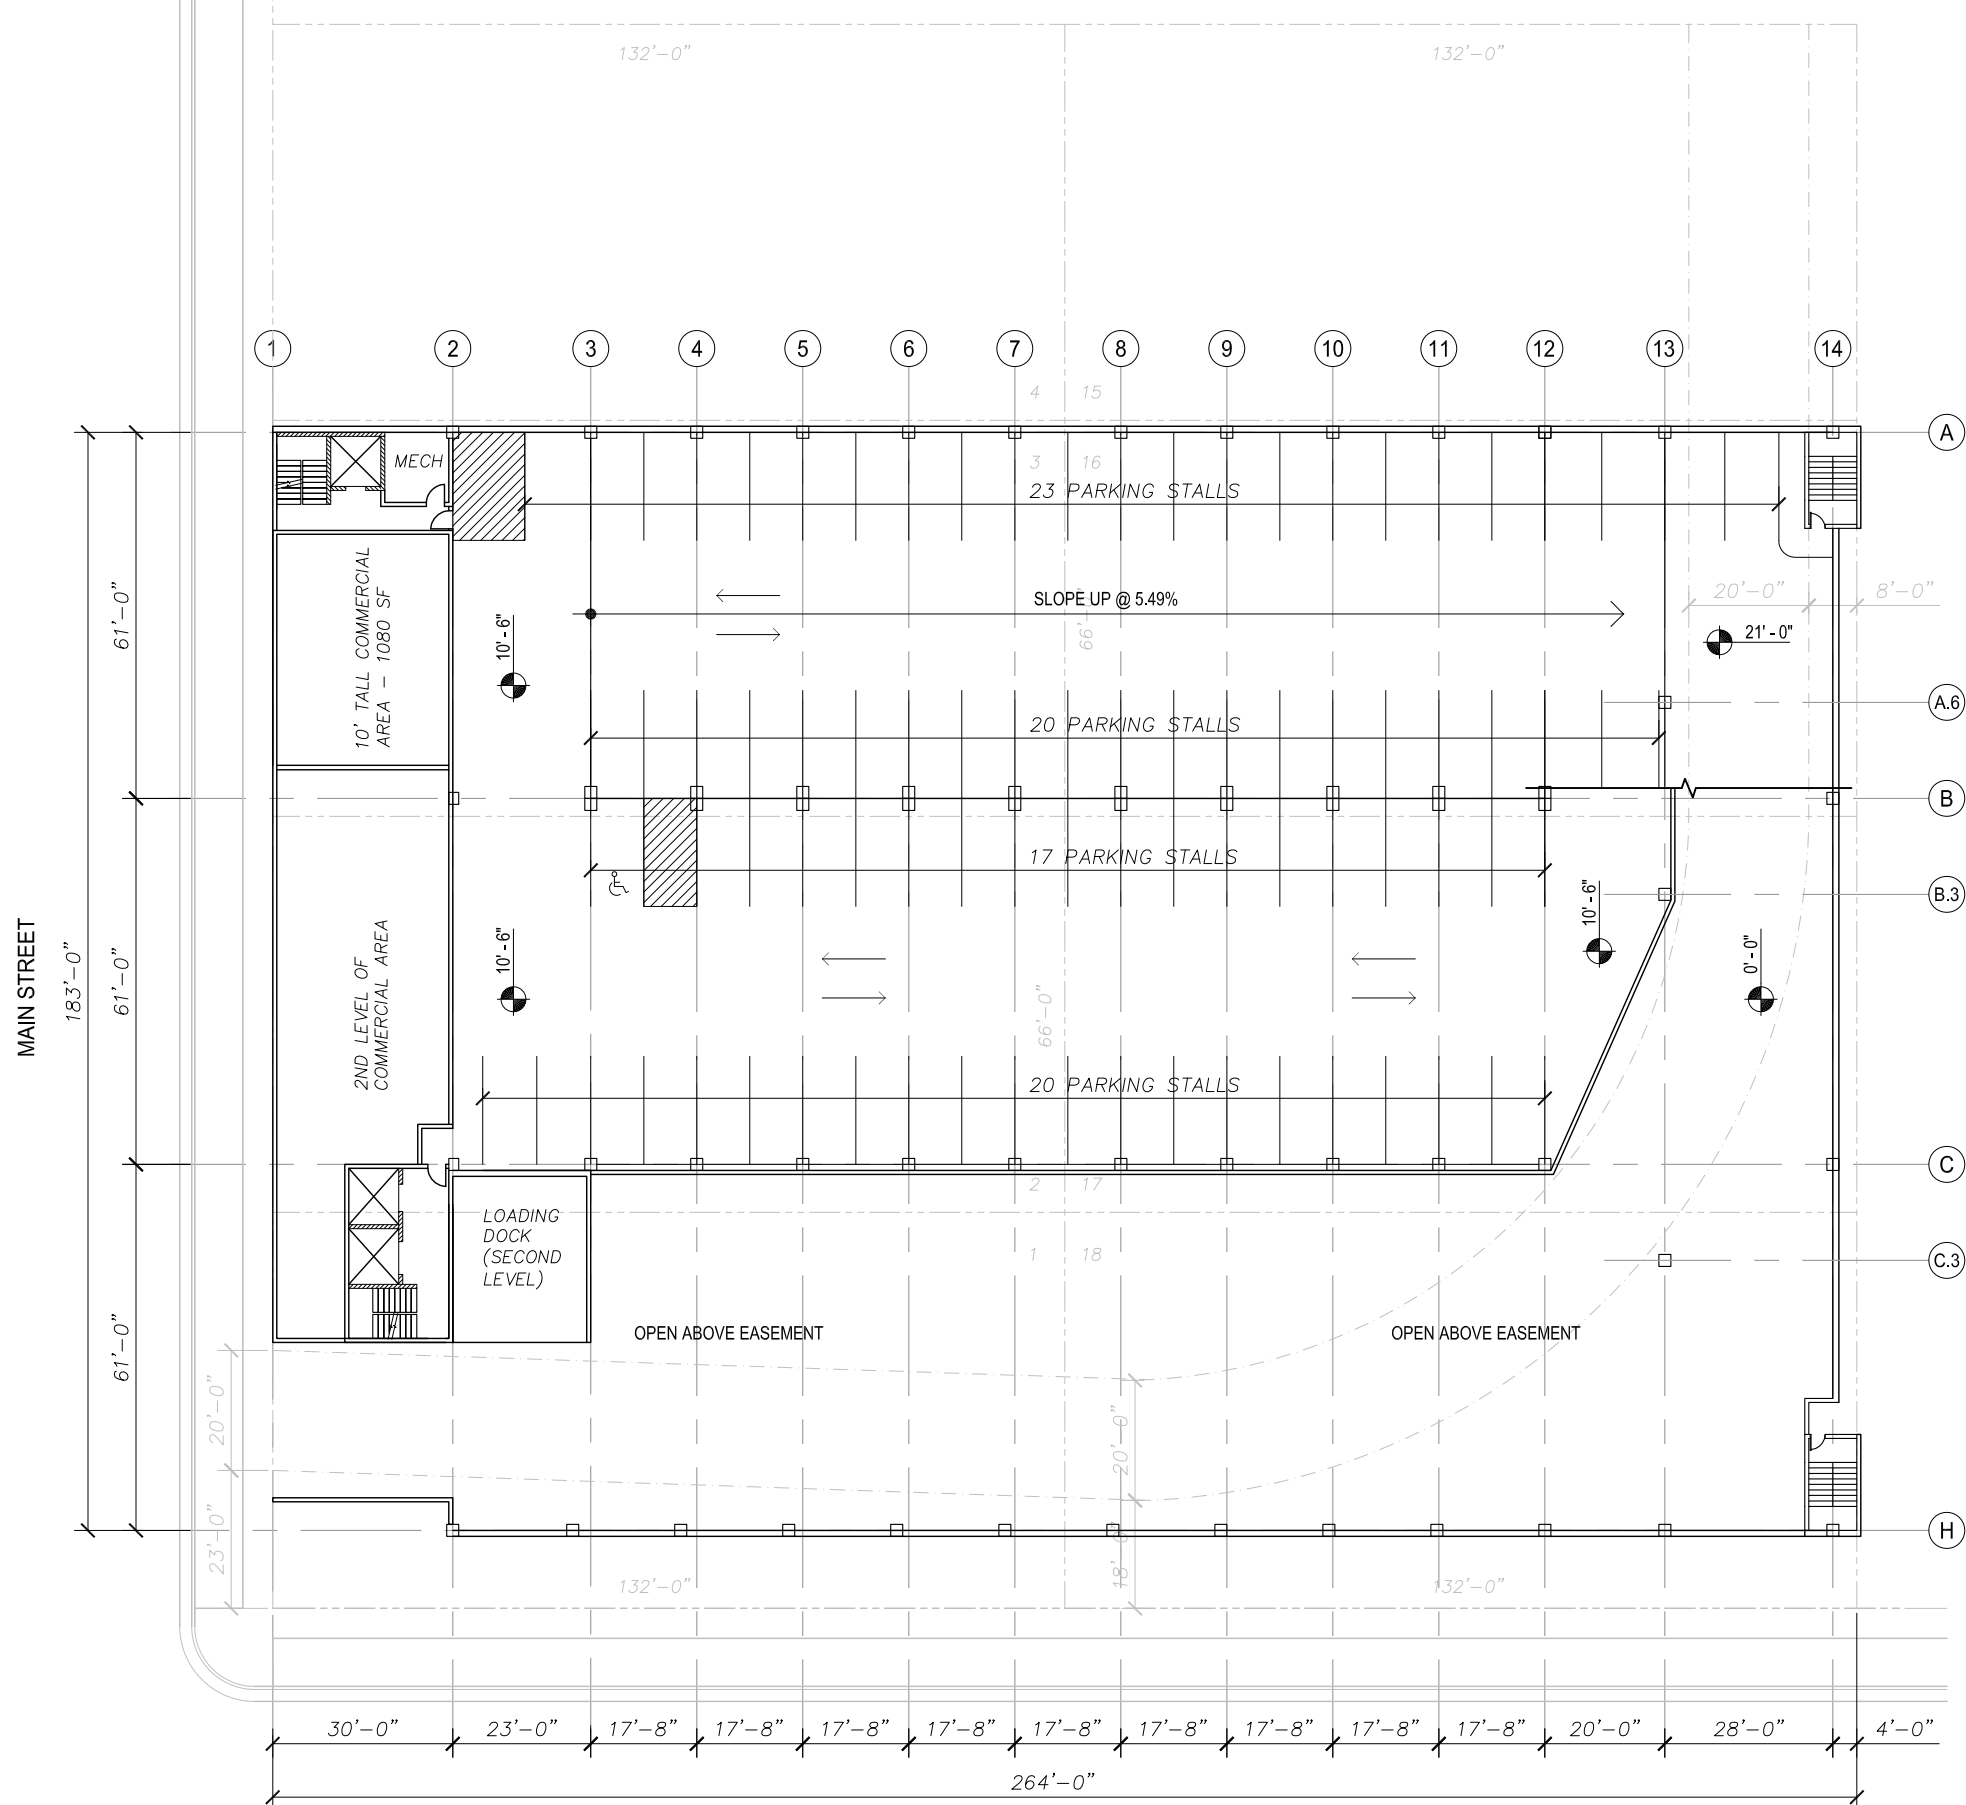 132'-0" 132'-0"
1 2 3 4 5 6 7 8 9 10 11 12 13 14
4 15
A
MECH
3 16
23 PARKING STALLS
10' TALL COMMERCIAL
AREA - 1080 SF
61'-0"
SLOPE UP @ 5.49%
66'-0"
20'-0"
8'-0"
10' - 6"
21' - 0"
A.6
20 PARKING STALLS
B
17 PARKING STALLS
B.3
10' - 6"
MAIN STREET
183'-0"
61'-0"
2ND LEVEL OF
COMMERCIAL AREA
10' - 6"
0' - 0"
66'-0"
20 PARKING STALLS
C
2 17
LOADING
DOCK
(SECOND
LEVEL)
1 18
C.3
61'-0"
OPEN ABOVE EASEMENT
OPEN ABOVE EASEMENT
20'-0"
20'-0"
23'-0"
18'-0"
H
132'-0" 132'-0"
30'-0" 23'-0" 17'-8" 17'-8" 17'-8" 17'-8" 17'-8" 17'-8" 17'-8" 17'-8" 17'-8" 20'-0" 28'-0" 4'-0"
264'-0"